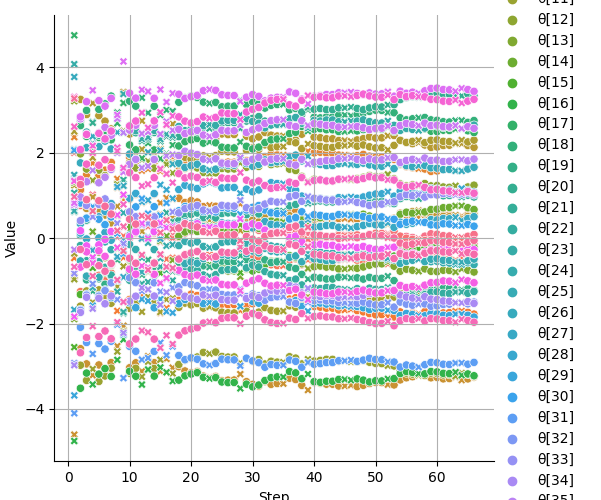 θ[11]
θ[12]
θ[13]
θ[14]
θ[15]
θ[16]
θ[17]
θ[18]
θ[19]
θ[20]
θ[21]
θ[22]
θ[23]
θ[24]
θ[25]
θ[26]
θ[27]
θ[28]
θ[29]
θ[30]
θ[31]
θ[32]
θ[33]
θ[34]
θ[35]
Value
4
2
0
−2
−4
0 10 20 30 40 50 60
Step